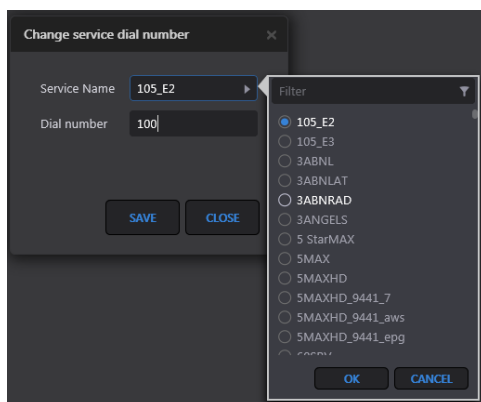 Change service dial number
Service Name 105_E2
Dial number 100
SAVE CLOSE
Filter
105_E2
105_E3
3ABNL
3ABNLAT
3ABNRAD
3ANGELS
5 StarMAX
5MAX
5MAXHD
5MAXHD_9441_7
5MAXHD_9441_aws
5MAXHD_9441_epg
OK CANCEL